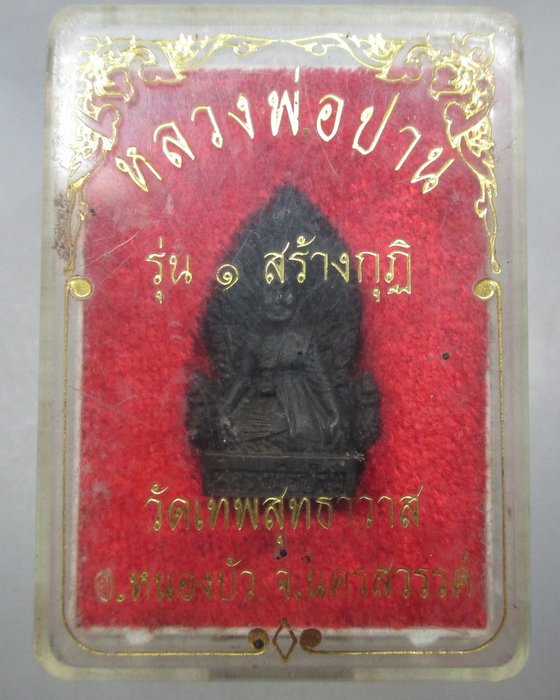 หลวงพ่อปาน
รุ่น ๑ สร้างกุฏิ
วัดเทพสุทธาวาส
อ.หนองบัว จ.นครสวรรค์